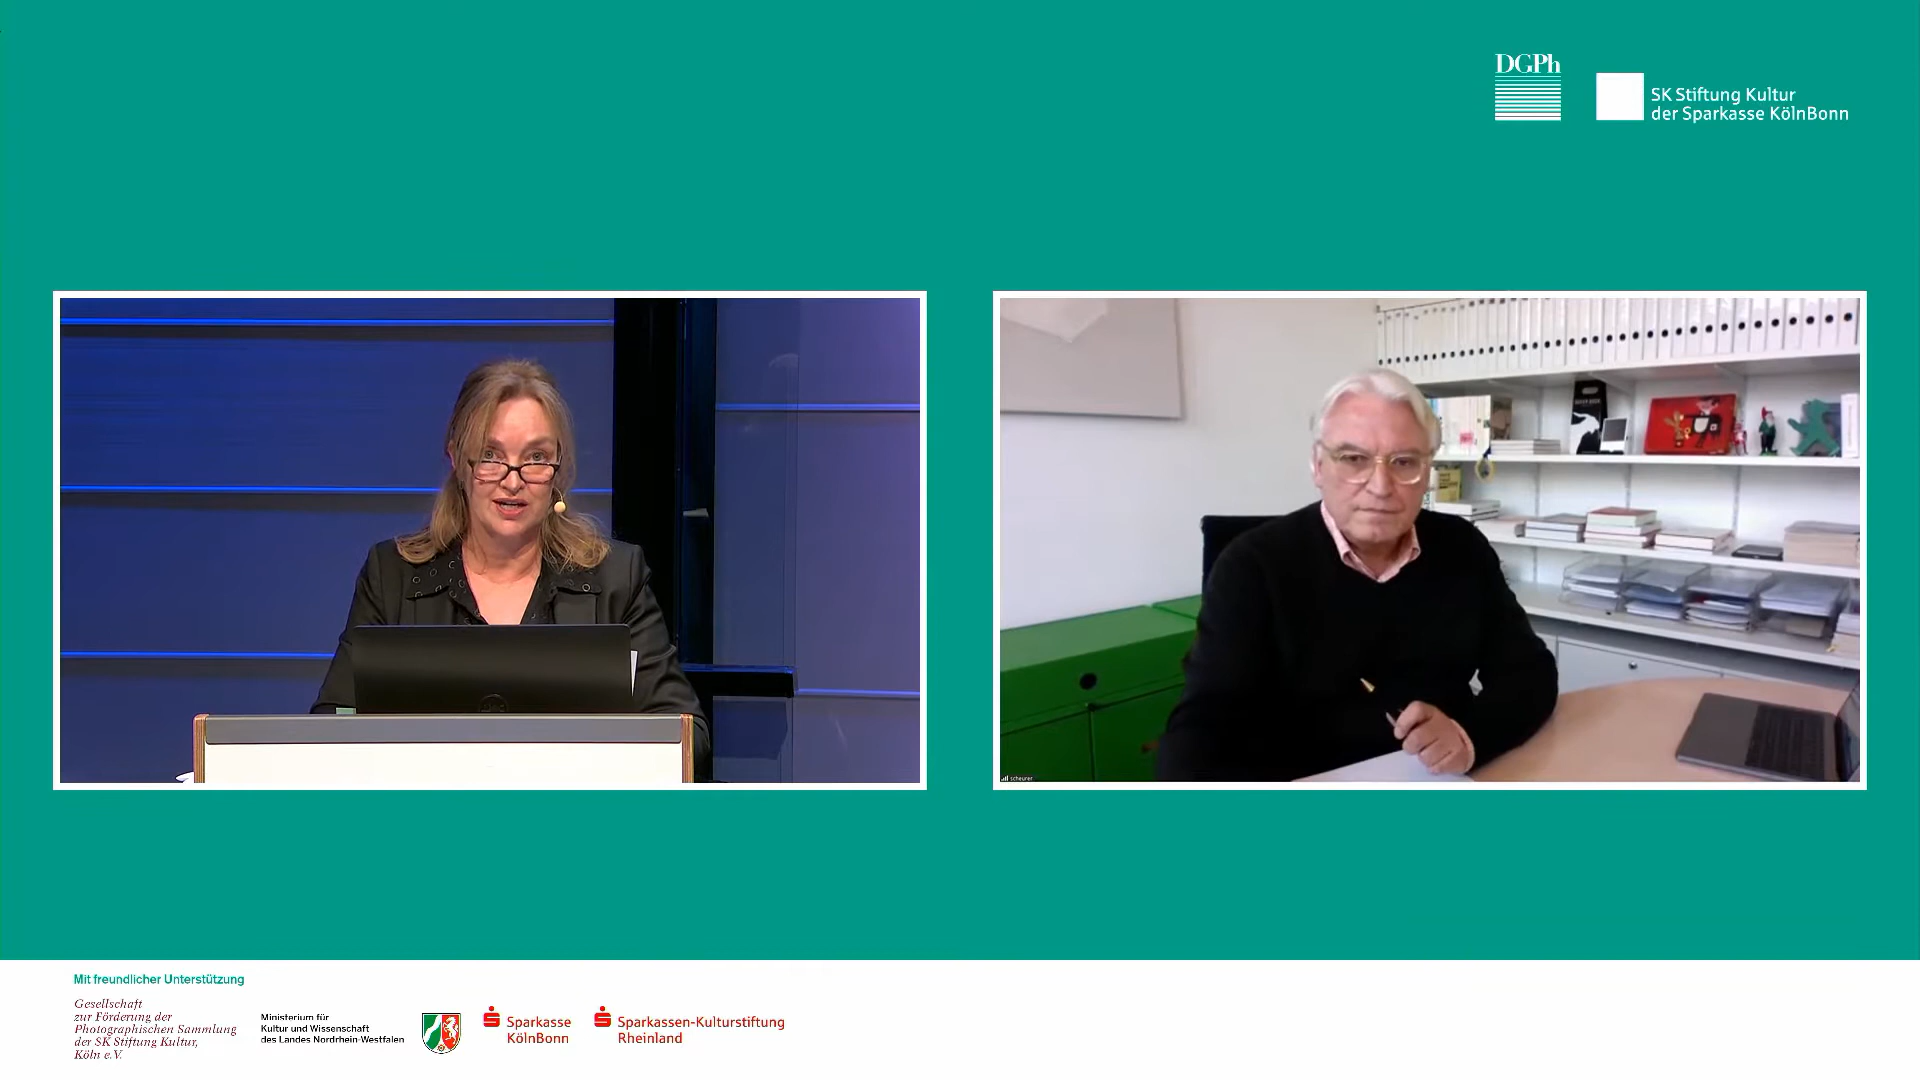 DGPh
SK Stiftung Kultur
der Sparkasse KölnBonn
scheurer
Mit freundlicher Unterstützung
Gesellschaft
zur Förderung der
Photographischen Sammlung
der SK Stiftung Kultur,
Köln e.V.
Ministerium für
Kultur und Wissenschaft
des Landes Nordrhein-Westfalen
Sparkasse
KölnBonn
Sparkassen-Kulturstiftung
Rheinland